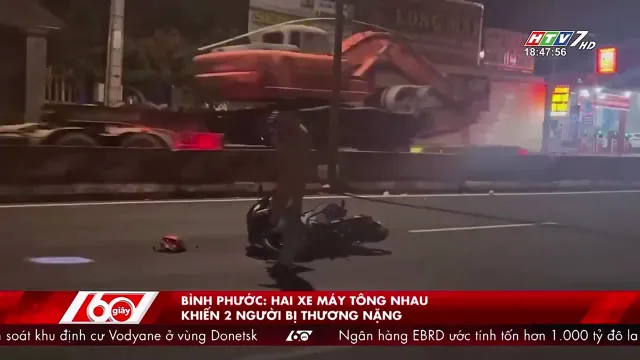 HTV7 HD
18:47:56
LONG
60 giây
BÌNH PHƯỚC: HAI XE MÁY TÔNG NHAU
KHIẾN 2 NGƯỜI BỊ THƯƠNG NẶNG
n soát khu định cư Vodyane ở vùng Donetsk 60 Ngân hàng EBRD ước tính tốn hơn 1.000 tỷ đô la